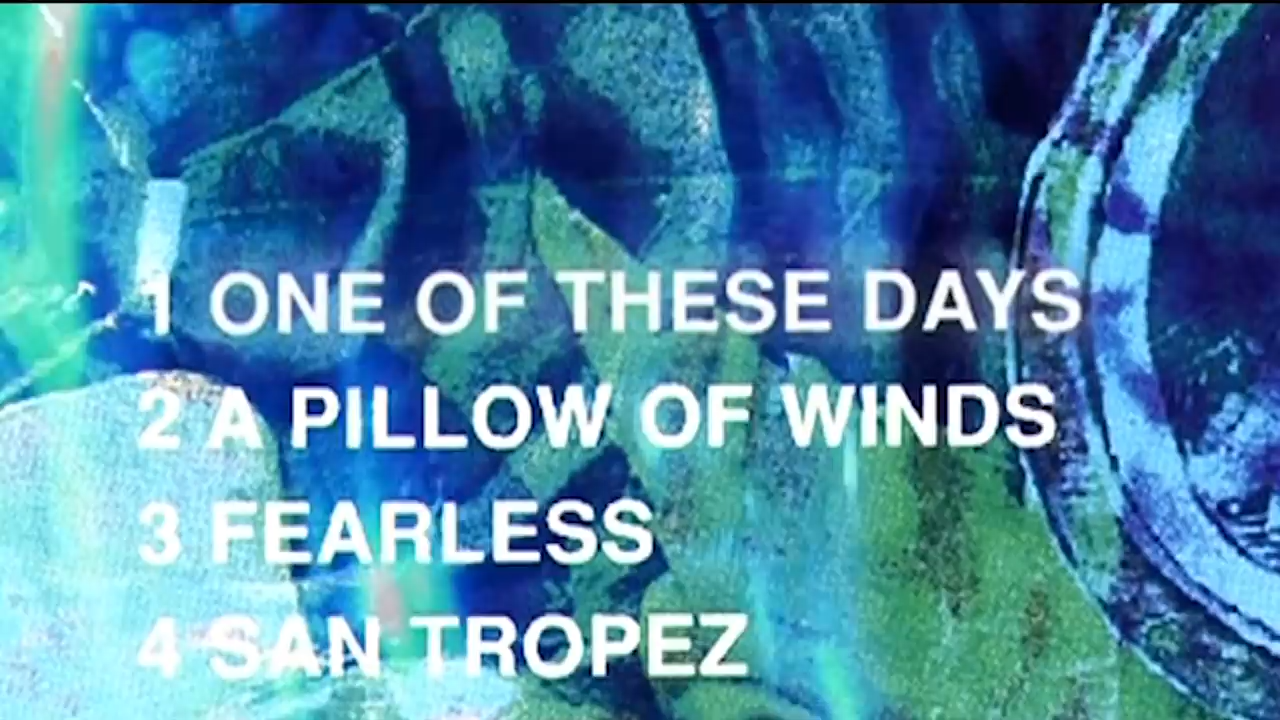 1 ONE OF THESE DAYS
2 A PILLOW OF WINDS
3 FEARLESS
4 SAN TROPEZ